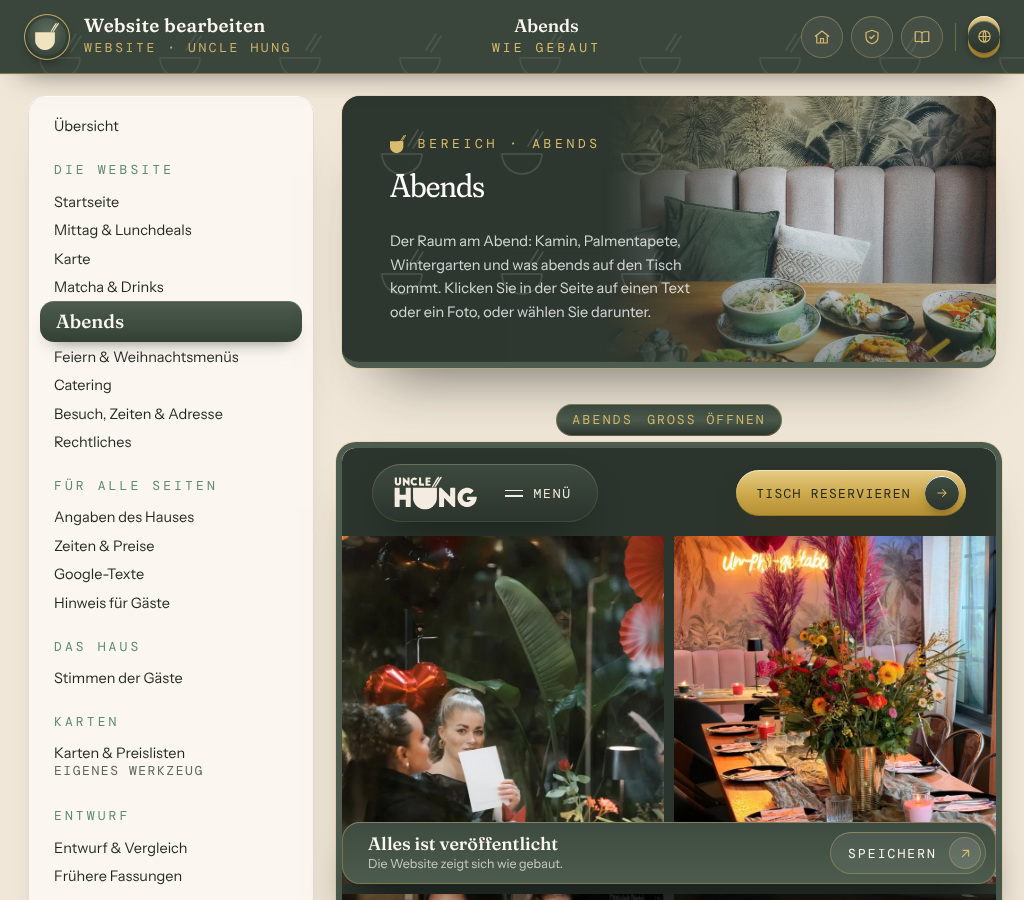 Website bearbeiten
WEBSITE · UNCLE HUNG
Abends
WIE GEBAUT
Übersicht
DIE WEBSITE
Startseite
Mittag & Lunchdeals
Karte
Matcha & Drinks
Abends
Feiern & Weihnachtsmenüs
Catering
Besuch, Zeiten & Adresse
Rechtliches
FÜR ALLE SEITEN
Angaben des Hauses
Zeiten & Preise
Google-Texte
Hinweis für Gäste
DAS HAUS
Stimmen der Gäste
KARTEN
Karten & Preislisten
EIGENES WERKZEUG
ENTWURF
Entwurf & Vergleich
Frühere Fassungen
BEREICH · ABENDS
Abends
Der Raum am Abend: Kamin, Palmentapete,
Wintergarten und was abends auf den Tisch
kommt. Klicken Sie in der Seite auf einen Text
oder ein Foto, oder wählen Sie darunter.
ABENDS GROSS ÖFFNEN
UNCLE
HUNG
MENÜ
TISCH RESERVIEREN
Alles ist veröffentlicht
Die Website zeigt sich wie gebaut.
SPEICHERN